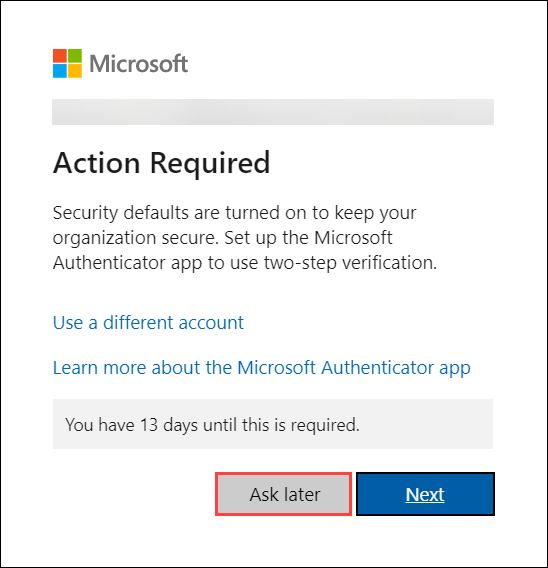 Microsoft
Action Required
Security defaults are turned on to keep your
organization secure. Set up the Microsoft
Authenticator app to use two-step verification.
Use a different account
Learn more about the Microsoft Authenticator app
You have 13 days until this is required.
Ask later
Next